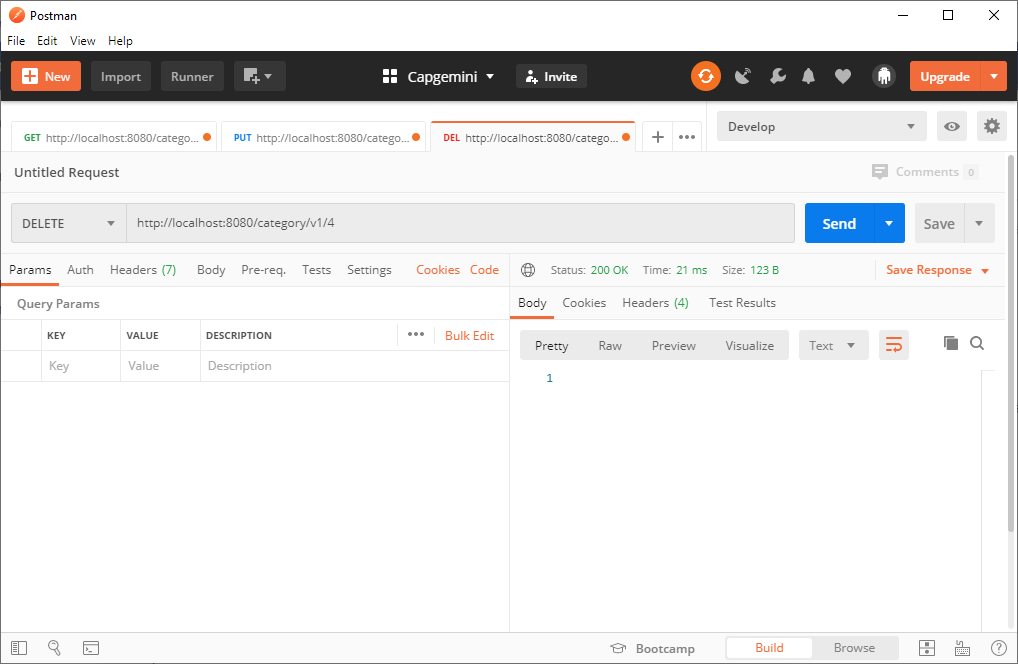 Postman
File Edit View Help
New Import Runner Capgemini Invite Upgrade
GET http://localhost:8080/catego... PUT http://localhost:8080/catego... DEL http://localhost:8080/catego... Develop
Untitled Request Comments 0
DELETE http://localhost:8080/category/v1/4 Send Save
Params Auth Headers (7) Body Pre-req. Tests Settings Cookies Code Status: 200 OK Time: 21 ms Size: 123 B Save Response
Query Params Body Cookies Headers (4) Test Results
KEY VALUE DESCRIPTION Bulk Edit Pretty Raw Preview Visualize Text
Key Value Description
1
Bootcamp Build Browse